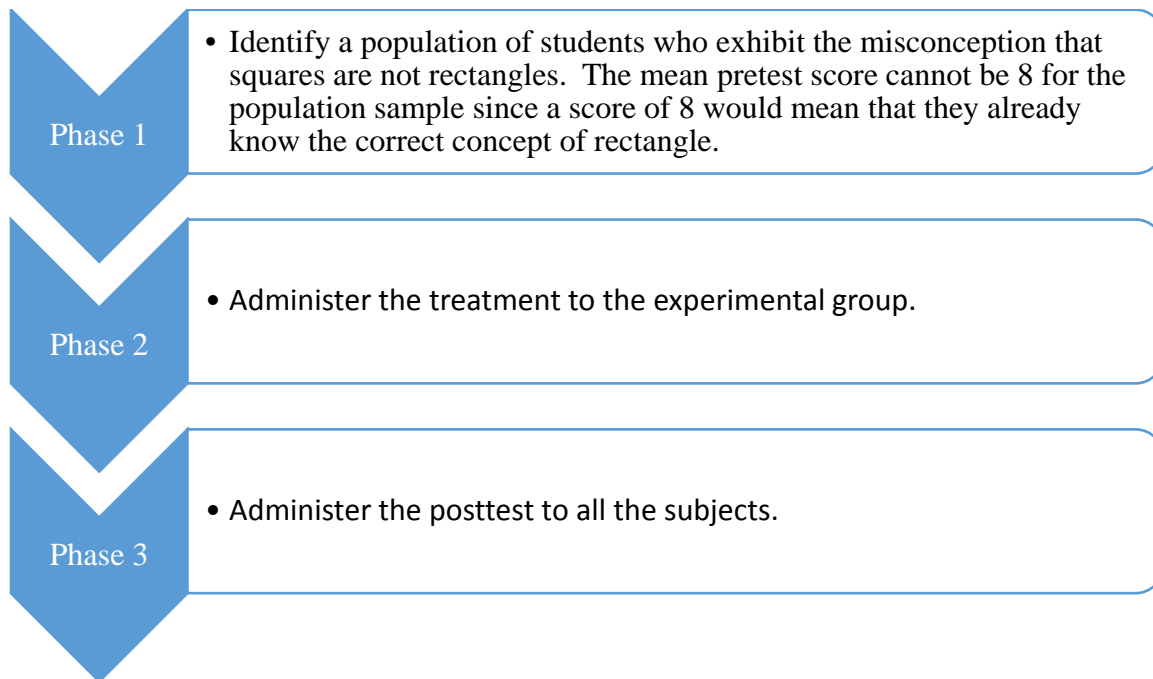 Phase 1
• Identify a population of students who exhibit the misconception that
squares are not rectangles.  The mean pretest score cannot be 8 for the
population sample since a score of 8 would mean that they already
know the correct concept of rectangle.
Phase 2
• Administer the treatment to the experimental group.
Phase 3
• Administer the posttest to all the subjects.